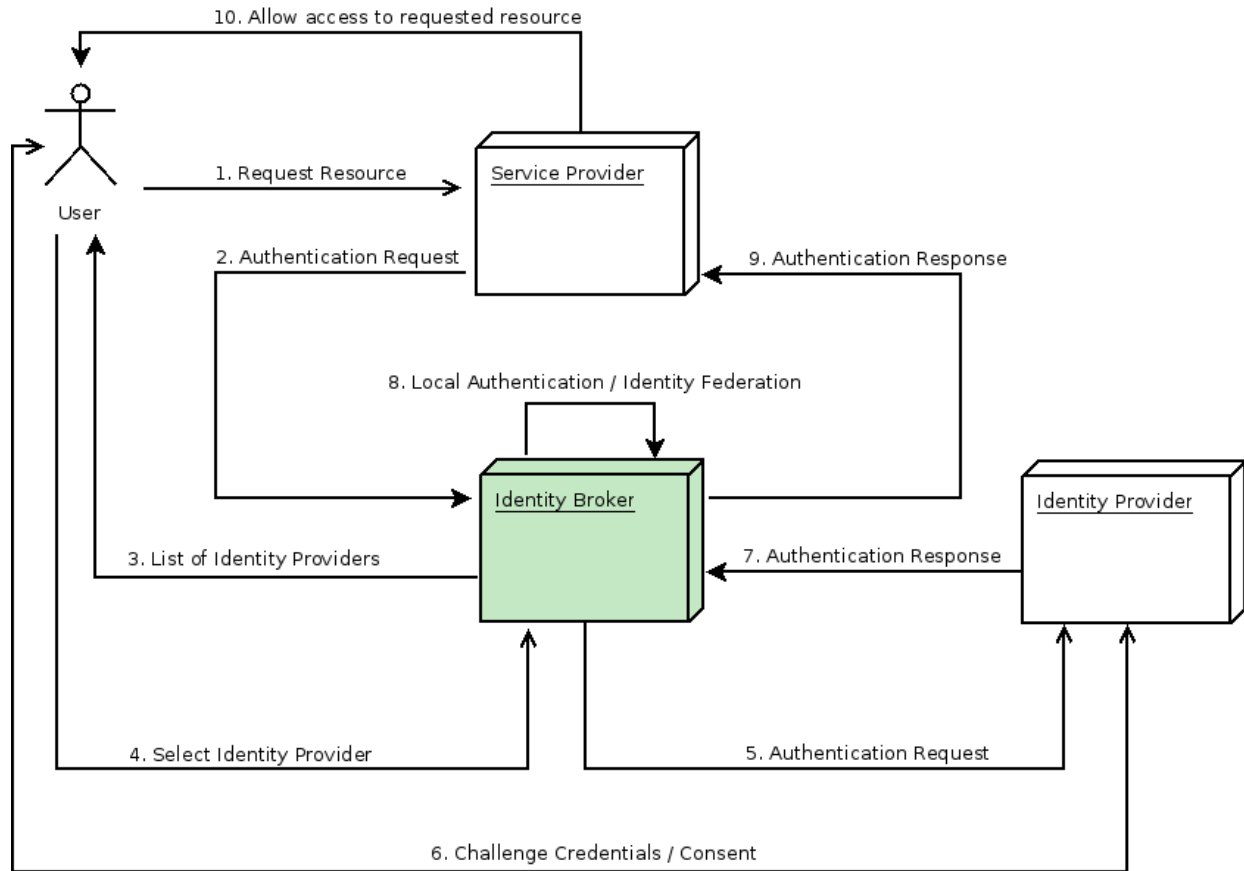 10. Allow access to requested resource
1. Request Resource
Service Provider
User
2. Authentication Request
9. Authentication Response
8. Local Authentication / Identity Federation
Identity Broker
Identity Provider
3. List of Identity Providers
7. Authentication Response
4. Select Identity Provider
5. Authentication Request
6. Challenge Credentials / Consent